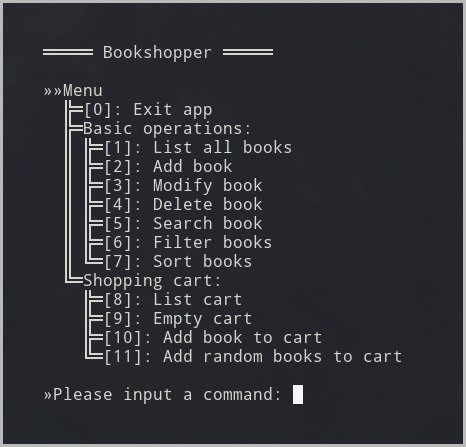 ═════ Bookshopper ═════
»»Menu
  ╠═[0]: Exit app
  ╠═Basic operations:
  ║ ╠═[1]: List all books
  ║ ╠═[2]: Add book
  ║ ╠═[3]: Modify book
  ║ ╠═[4]: Delete book
  ║ ╠═[5]: Search book
  ║ ╠═[6]: Filter books
  ║ ╚═[7]: Sort books
  ╚═Shopping cart:
    ╠═[8]: List cart
    ╠═[9]: Empty cart
    ╠═[10]: Add book to cart
    ╚═[11]: Add random books to cart
»Please input a command: